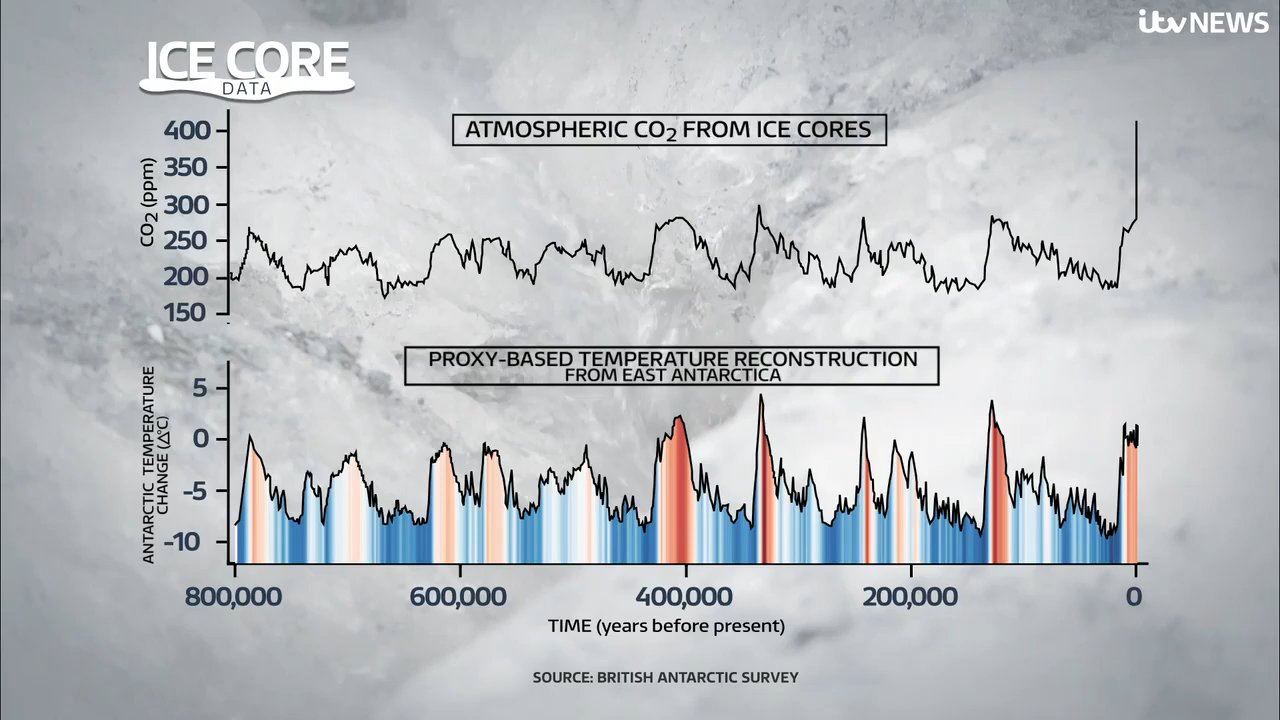 itv NEWS
ICE CORE
DATA
ATMOSPHERIC CO₂ FROM ICE CORES
CO₂ (ppm)
400
350
300
250
200
150
PROXY-BASED TEMPERATURE RECONSTRUCTION
FROM EAST ANTARCTICA
ANTARCTIC TEMPERATURE
CHANGE (Δ°C)
5
0
-5
-10
800,000 600,000 400,000 200,000 0
TIME (years before present)
SOURCE: BRITISH ANTARCTIC SURVEY